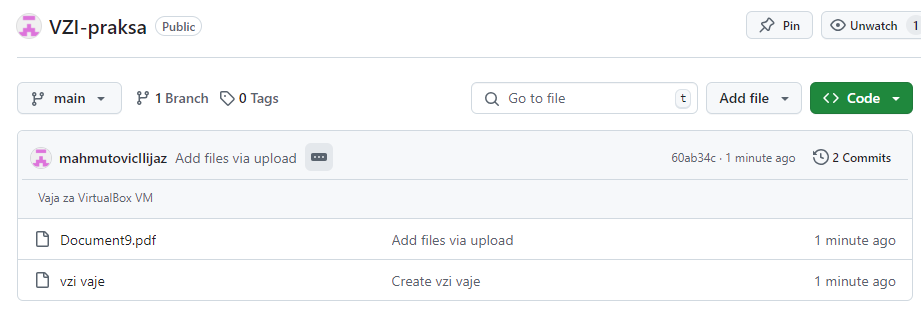 VZI-praksa Public Pin Unwatch 1
main 1 Branch 0 Tags Go to file t Add file Code
mahmutovicIlijaz Add files via upload 60ab34c · 1 minute ago 2 Commits
Vaja za VirtualBox VM
Document9.pdf Add files via upload 1 minute ago
vzi vaje Create vzi vaje 1 minute ago